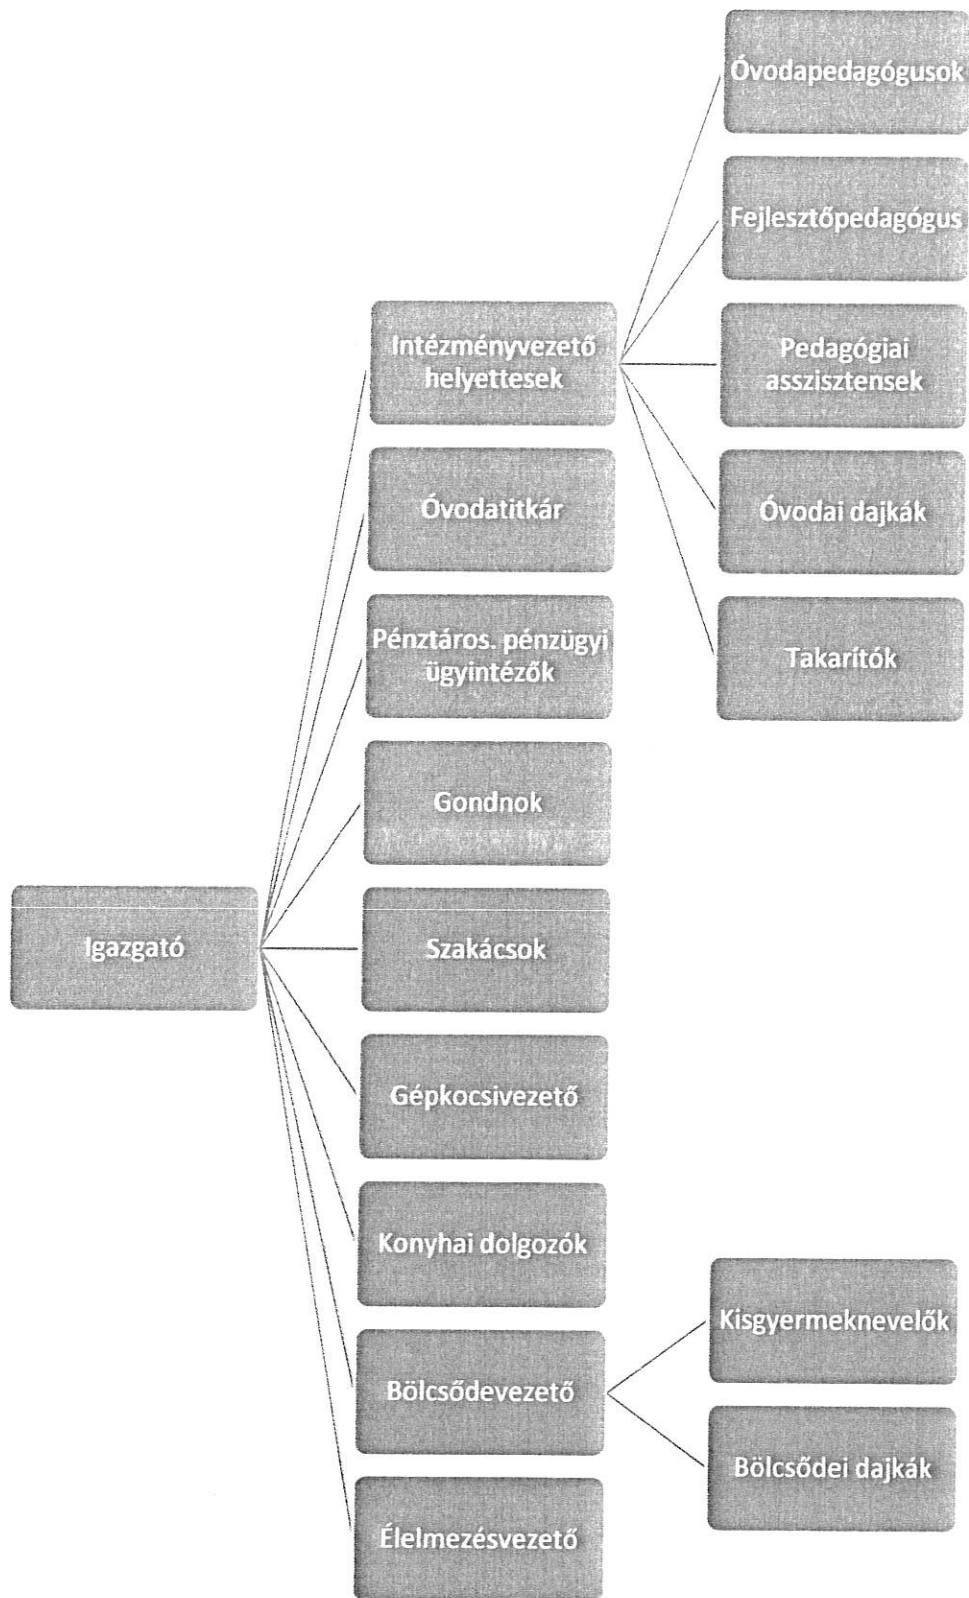 Óvodapedagógusok
Fejlesztőpedagógus
Intézményvezető
helyettesek
Pedagógiai
asszisztensek
Óvodatitkár
Óvodai dajkák
Pénztáros. pénzügyi
ügyintézők
Takarítók
Gondnok
Igazgató
Szakácsok
Gépkocsivezető
Konyhai dolgozók
Kisgyermeknevelők
Bölcsődevezető
Bölcsődei dajkák
Élelmezésvezető